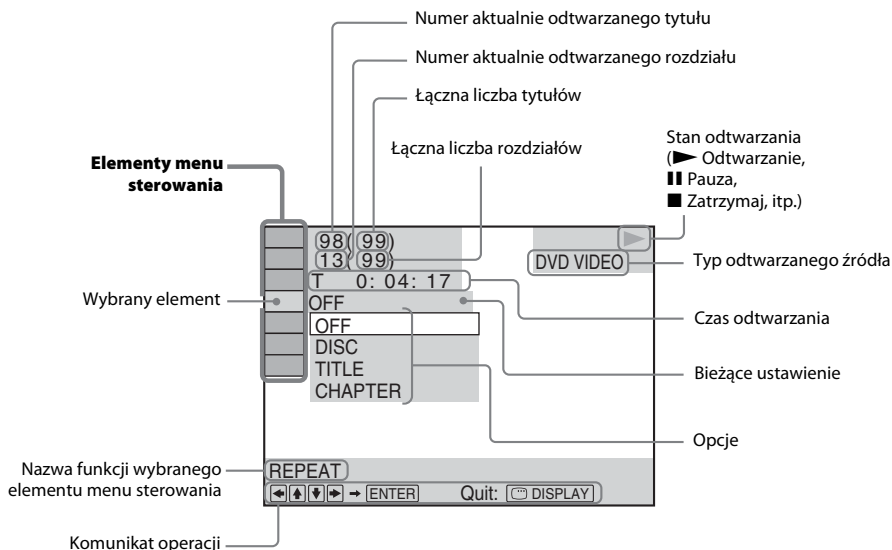 Numer aktualnie odtwarzanego tytułu
Numer aktualnie odtwarzanego rozdziału
Łączna liczba tytułów
Łączna liczba rozdziałów
Stan odtwarzania
(► Odtwarzanie,
▮▮ Pauza,
■ Zatrzymaj, itp.)
Elementy menu
sterowania
98( 99)
13( 99)
DVD VIDEO
Typ odtwarzanego źródła
T 0: 04: 17
Wybrany element
OFF
Czas odtwarzania
OFF
DISC
TITLE
CHAPTER
Bieżące ustawienie
Opcje
Nazwa funkcji wybranego
elementu menu sterowania
REPEAT
← ↑ ↓ → → ENTER Quit: DISPLAY
Komunikat operacji